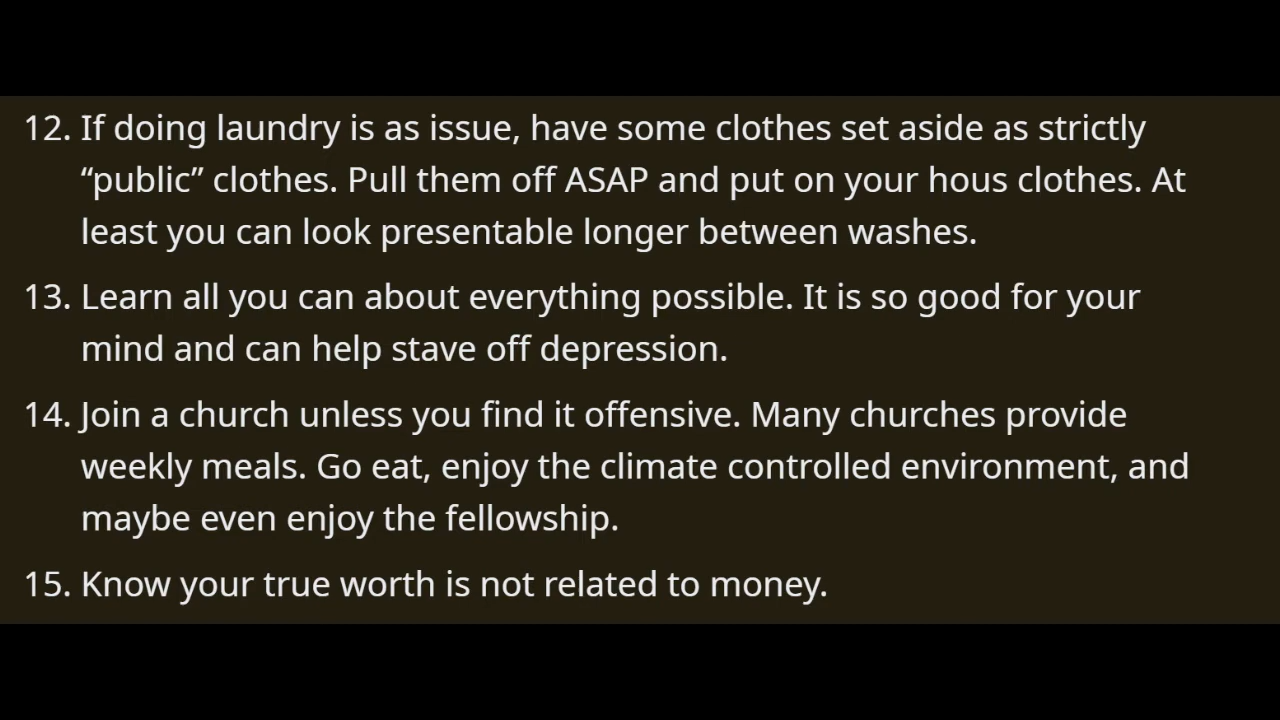 12. If doing laundry is as issue, have some clothes set aside as strictly
“public” clothes. Pull them off ASAP and put on your hous clothes. At
least you can look presentable longer between washes.
13. Learn all you can about everything possible. It is so good for your
mind and can help stave off depression.
14. Join a church unless you find it offensive. Many churches provide
weekly meals. Go eat, enjoy the climate controlled environment, and
maybe even enjoy the fellowship.
15. Know your true worth is not related to money.